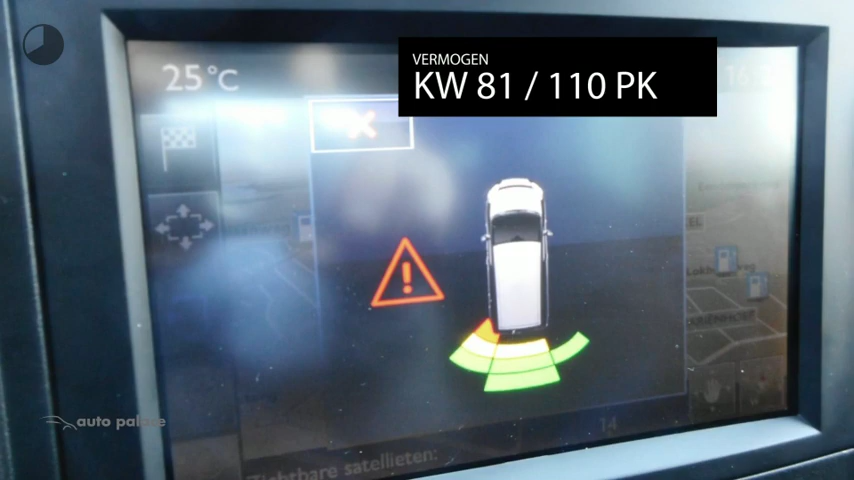 25°C
VERMOGEN
KW 81 / 110 PK
auto palace
14
Zichtbare satellieten: